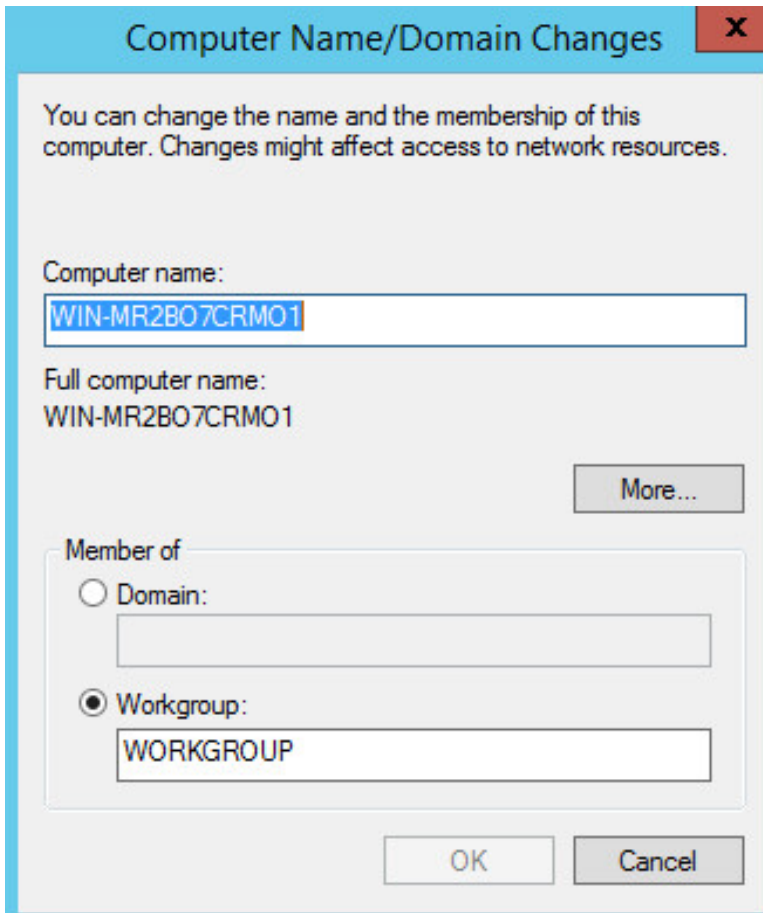 Computer Name/Domain Changes
x
You can change the name and the membership of this
computer. Changes might affect access to network resources.
Computer name:
WIN-MR2BO7CRMO1
Full computer name:
WIN-MR2BO7CRMO1
More...
Member of
Domain:
Workgroup:
WORKGROUP
OK
Cancel